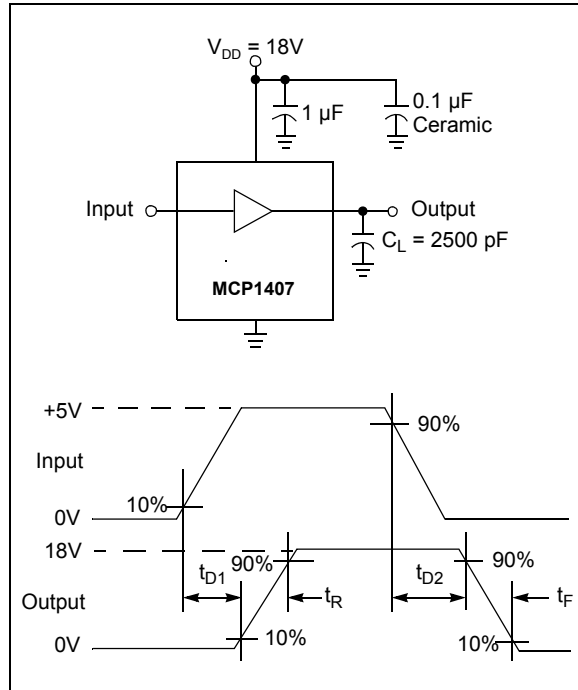 V_DD = 18V
1 µF
0.1 µF
Ceramic
Input
Output
C_L = 2500 pF
MCP1407
+5V
Input
0V
10%
90%
18V
Output
0V
t_D1
90%
10%
t_R
t_D2
90%
10%
t_F